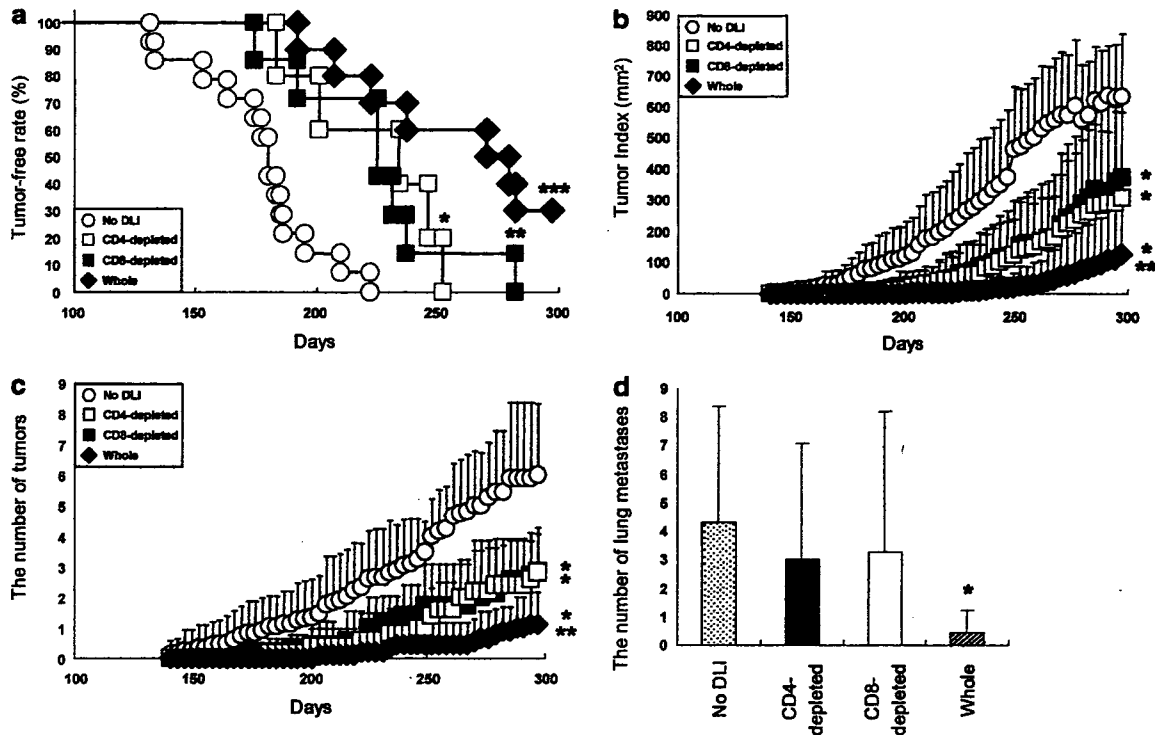 a
Tumor-free rate (%)
100
90
80
70
60
50
40
30
20
10
0
No DLI
CD4-depleted
CD8-depleted
Whole
*
**
***
100 150 200 250 300
Days
b
Tumor Index (mm²)
900
800
700
600
500
400
300
200
100
0
No DLI
CD4-depleted
CD8-depleted
Whole
*
*
*
**
100 150 200 250 300
Days
c
The number of tumors
9
8
7
6
5
4
3
2
1
0
No DLI
CD4-depleted
CD8-depleted
Whole
*
*
*
**
100 150 200 250 300
Days
d
The number of lung metastases
9
8
7
6
5
4
3
2
1
0
*
No DLI
CD4-
depleted
CD8-
depleted
Whole